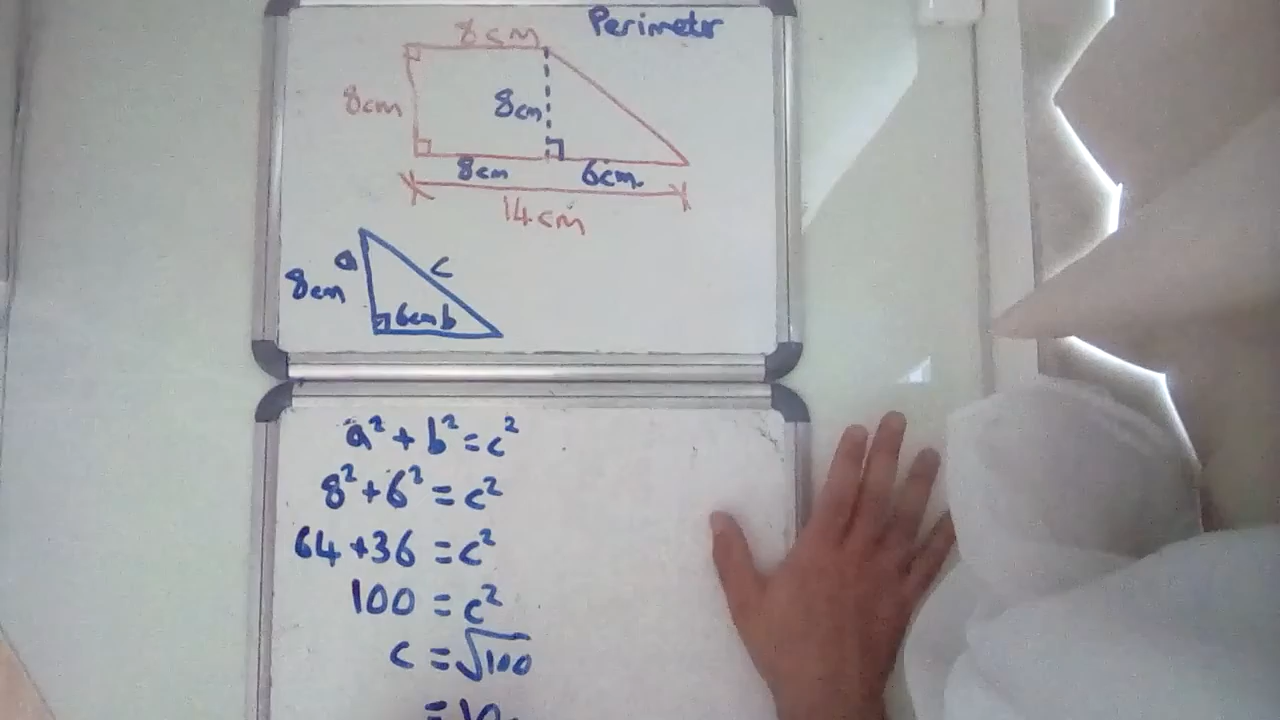 Perimeter
8cm
8cm
8cm
8cm
6cm.
14cm
a
c
8cm
6cm b
a² + b² = c²
8² + 6² = c²
64 + 36 = c²
100 = c²
c = √100
= 10